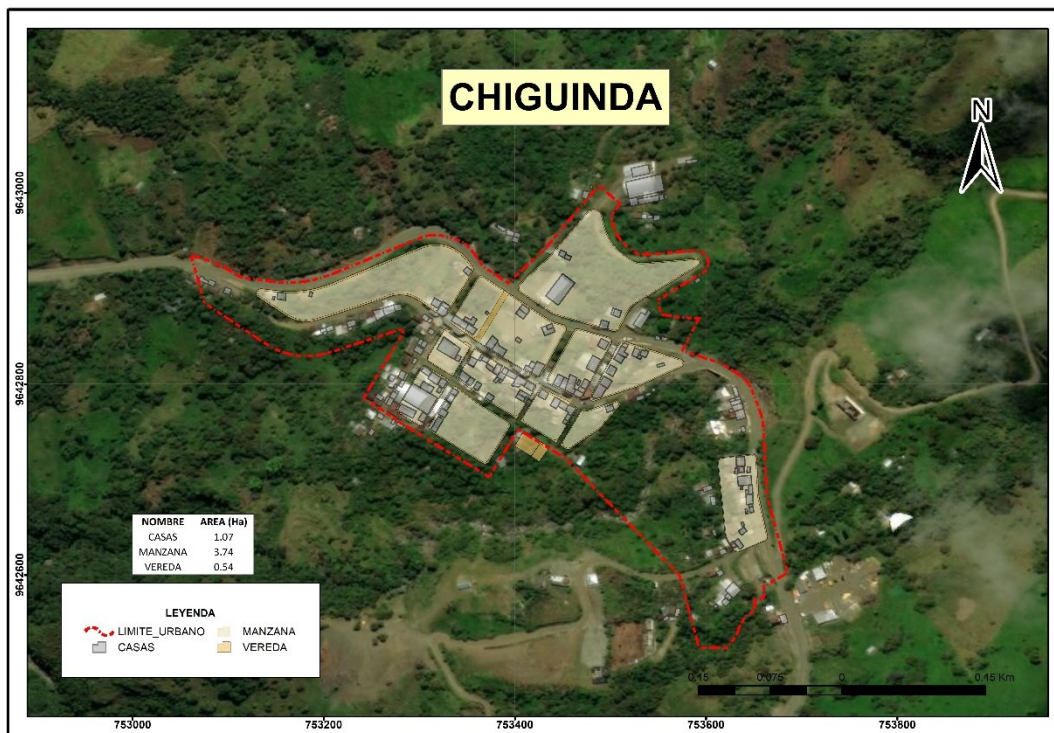 CHIGUINDA
N
9643000
9642800
9642600
NOMBRE AREA (Ha)
CASAS 1.07
MANZANA 3.74
VEREDA 0.54
LEYENDA
LIMITE_URBANO MANZANA
CASAS VEREDA
0.15 0.075 0 0.15 Km
753000 753200 753400 753600 753800